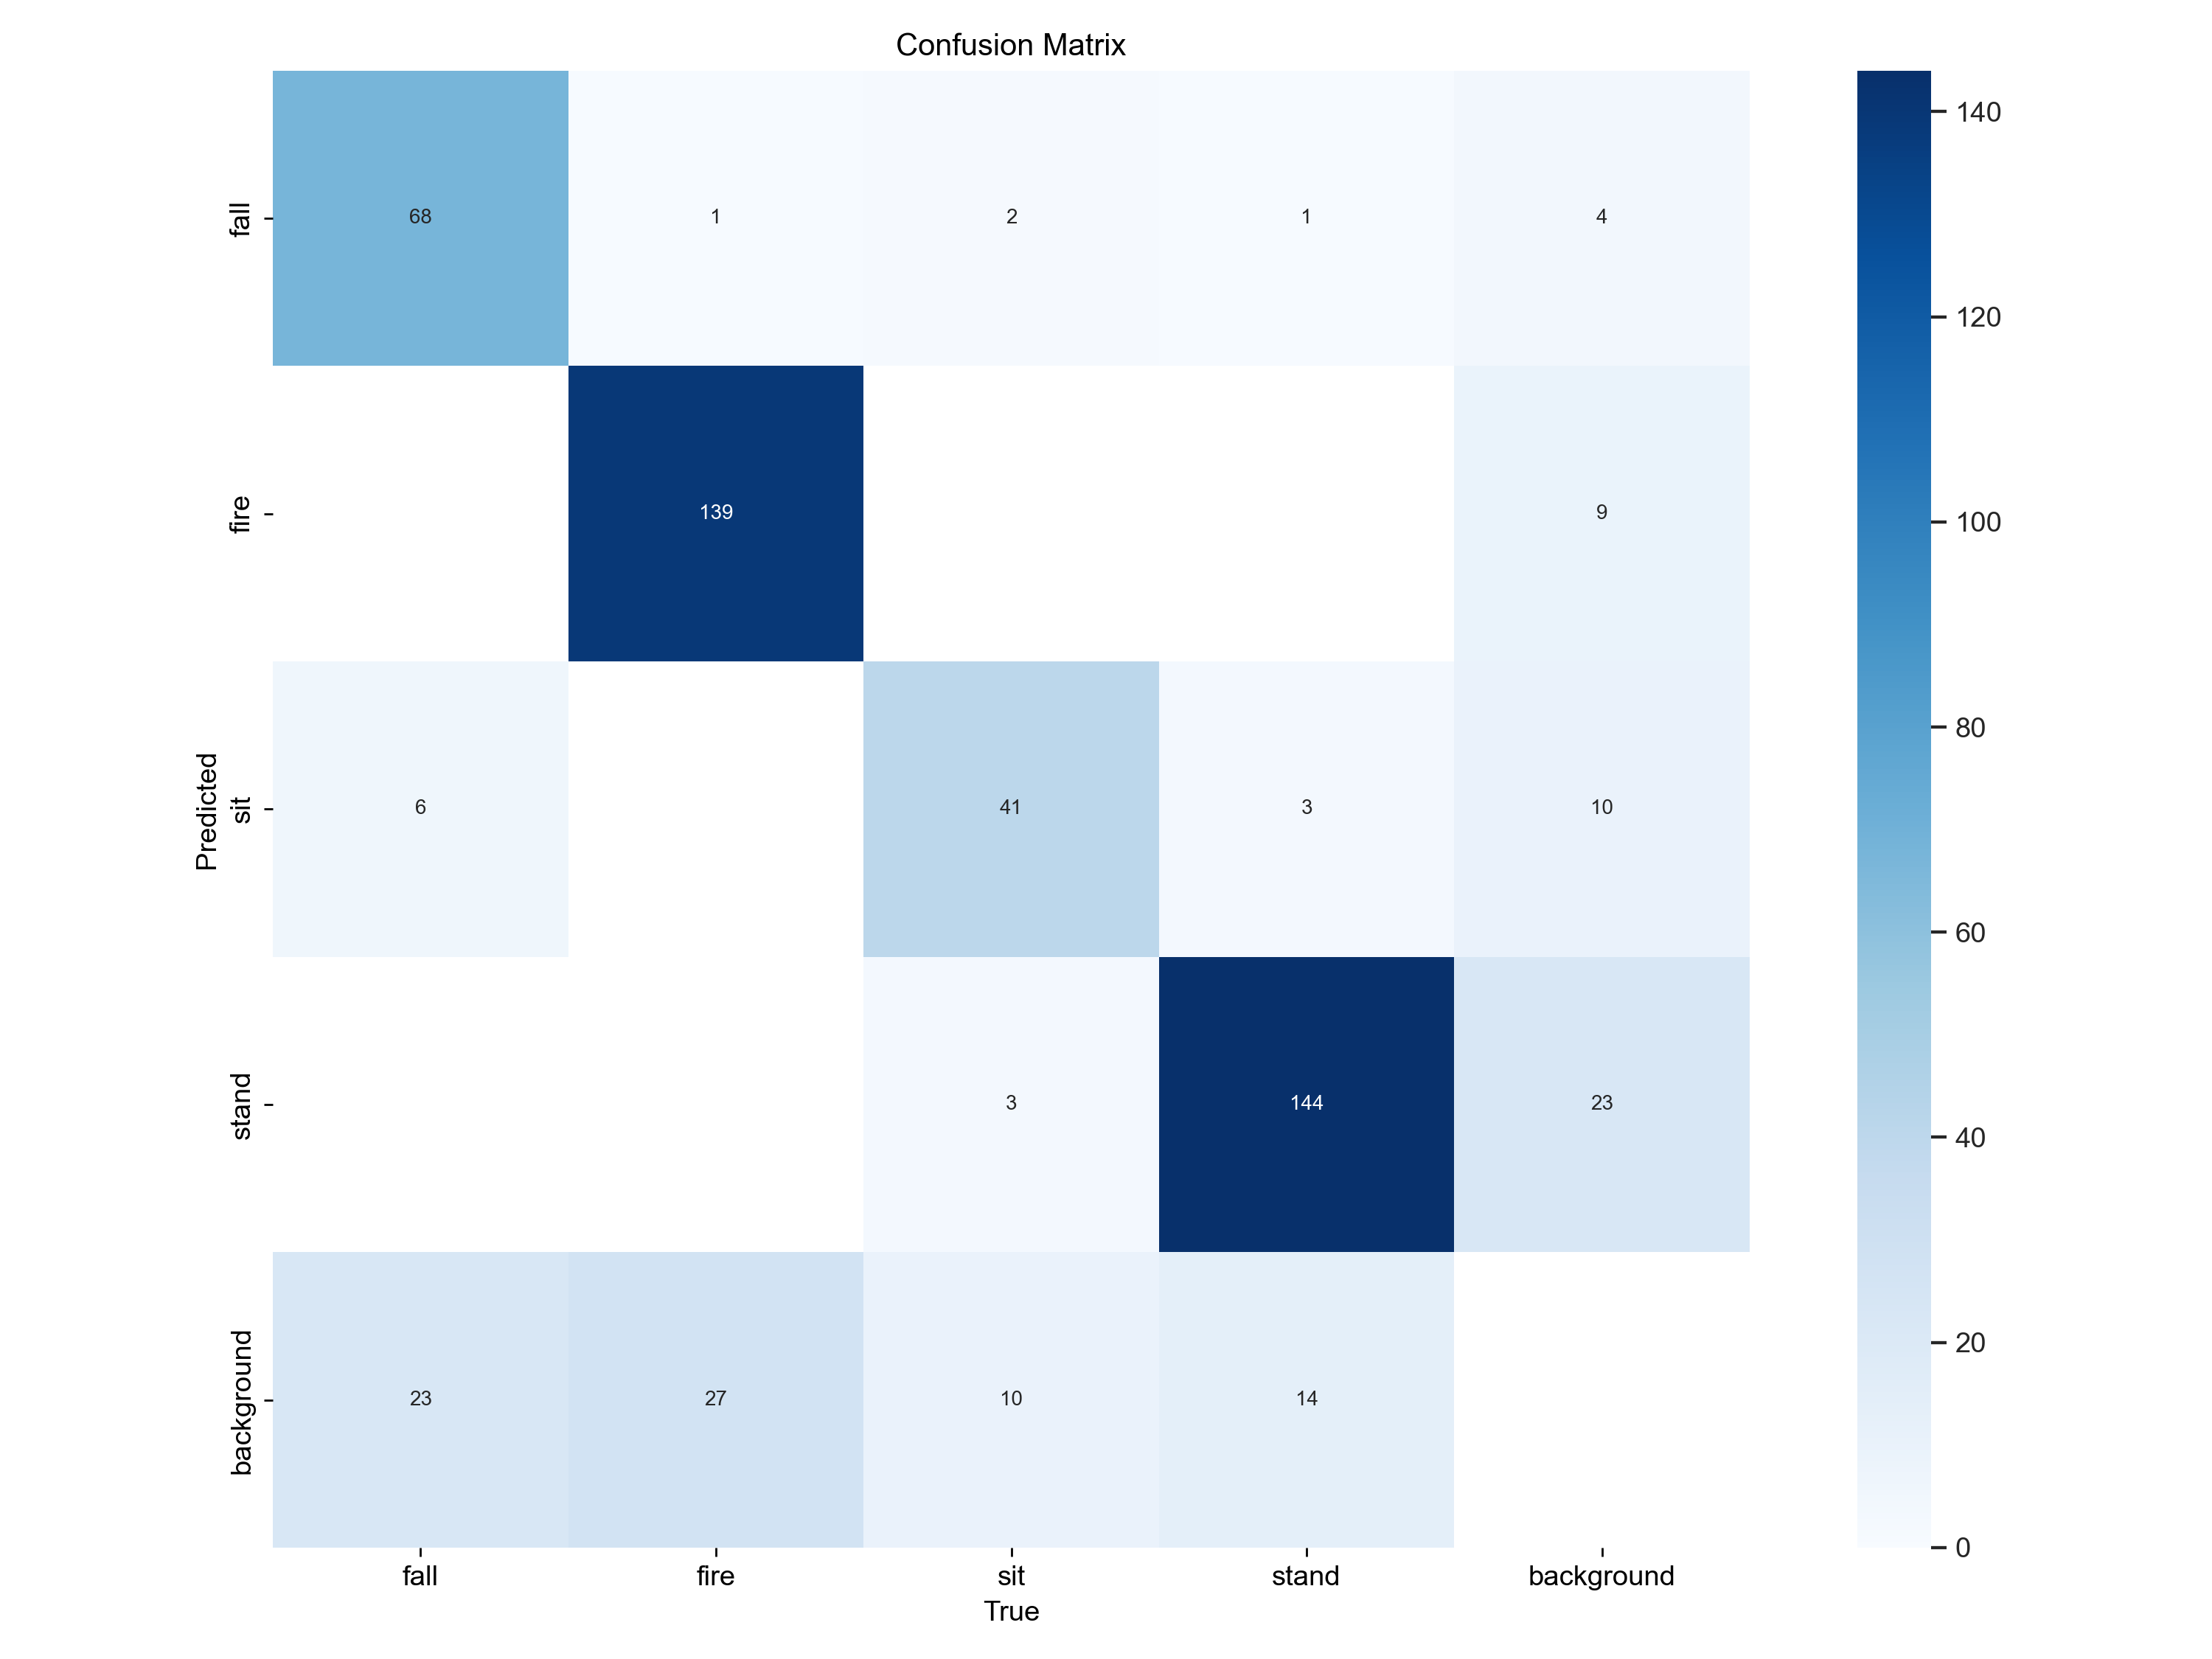 Confusion Matrix
68 1 2 1 4
139 9
6 41 3 10
3 144 23
23 27 10 14
fall
fire
sit
stand
background
Predicted
fall fire sit stand background
True
140
120
100
80
60
40
20
0